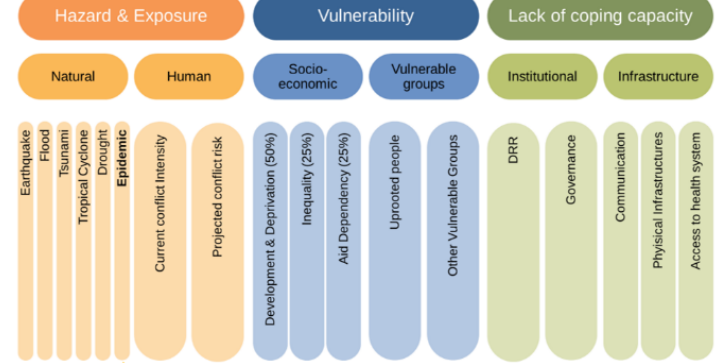 Hazard & Exposure
Vulnerability
Lack of coping capacity
Natural
Human
Socio-
economic
Vulnerable
groups
Institutional
Infrastructure
Earthquake
Flood
Tsunami
Tropical Cyclone
Drought
Epidemic
Current conflict Intensity
Projected conflict risk
Development & Deprivation (50%)
Inequality (25%)
Aid Dependency (25%)
Uprooted people
Other Vulnerable Groups
DRR
Governance
Communication
Phyisical Infrastructures
Access to health system